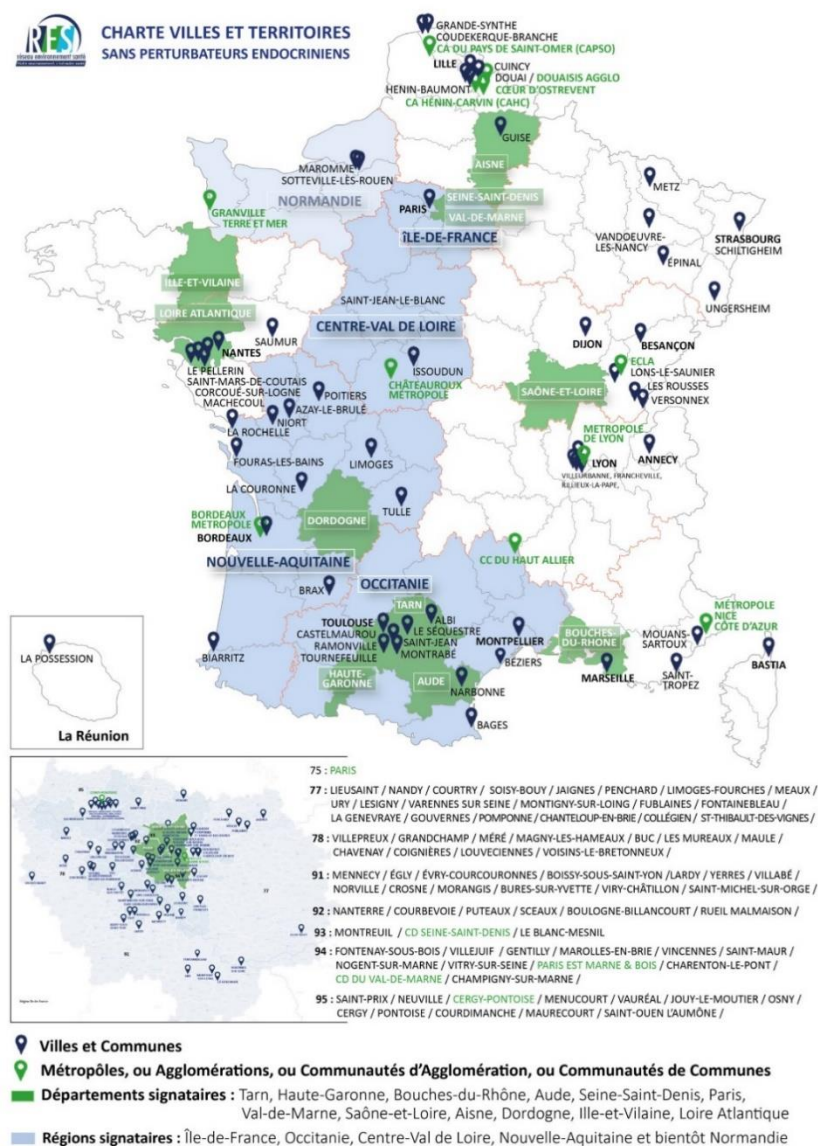 RES
réseau environnement santé
CHARTE VILLES ET TERRITOIRES
SANS PERTURBATEURS ENDOCRINIENS
GRANDE-SYNTHE
COUDEKERQUE-BRANCHE
CA DU PAYS DE SAINT-OMER (CAPSO)
LILLE
CUINCY
DOUAI / DOUAISIS AGGLO
HENIN-BAUMONT
CŒUR D'OSTREVENT
CA HÉNIN-CARVIN (CAHC)
GUISE
AISNE
MAROMME
SOTTEVILLE-LÈS-ROUEN
NORMANDIE
METZ
SEINE-SAINT-DENIS
PARIS
VAL-DE-MARNE
GRANVILLE
TERRE ET MER
ÎLE-DE-FRANCE
VANDOEUVRE-
LES-NANCY
STRASBOURG
SCHILTIGHEIM
ÉPINAL
ILLE-ET-VILAINE
UNGERSHEIM
SAINT-JEAN-LE-BLANC
LOIRE ATLANTIQUE
CENTRE-VAL DE LOIRE
SAUMUR
DIJON
BESANÇON
NANTES
ISSOUDUN
ECLA
LE PELLERIN
LONS-LE-SAUNIER
SAINT-MARS-DE-COUTAIS
CHÂTEAUROUX
MÉTROPOLE
SAÔNE-ET-LOIRE
LES ROUSSES
CORCOUÉ-SUR-LOGNE
POITIERS
VERSONNEX
MACHECOUL
AZAY-LE-BRULÉ
NIORT
LA ROCHELLE
METROPOLE
DE LYON
FOURAS-LES-BAINS
LIMOGES
LYON
ANNECY
VILLEURBANNE, FRANCHEVILLE,
RILLIEUX-LA-PAPE,
LA COURONNE
TULLE
BORDEAUX
METROPOLE
DORDOGNE
BORDEAUX
CC DU HAUT ALLIER
NOUVELLE-AQUITAINE
OCCITANIE
BRAX
TARN
MÉTROPOLE
NICE
CÔTE D'AZUR
TOULOUSE
ALBI
CASTELMAUROU
LE SÉQUESTRE
RAMONVILLE
SAINT-JEAN
TOURNEFEUILLE
MONTRABÉ
MONTPELLIER
BOUCHES-
DU-RHÔNE
MOUANS-
SARTOUX
LA POSSESSION
BIARRITZ
BÉZIERS
BASTIA
HAUTE-
GARONNE
AUDE
MARSEILLE
SAINT-
TROPEZ
NARBONNE
BAGES
La Réunion
75 : PARIS
77 : LIEUSAINT / NANDY / COURTRY / SOISY-BOUY / JAIGNES / PENCHARD / LIMOGES-FOURCHES / MEAUX /
URY / LESIGNY / VARENNES SUR SEINE / MONTIGNY-SUR-LOING / FUBLAINES / FONTAINEBLEAU /
LA GENEVRAYE / GOUVERNES / POMPONNE / CHANTELOUP-EN-BRIE / COLLÉGIEN / ST-THIBAULT-DES-VIGNES /
78 : VILLEPREUX / GRANDCHAMP / MÉRÉ / MAGNY-LES-HAMEAUX / BUC / LES MUREAUX / MAULE /
CHAVENAY / COIGNIÈRES / LOUVECIENNES / VOISINS-LE-BRETONNEUX /
91 : MENNECY / ÉGLY / ÉVRY-COURCOURONNES / BOISSY-SOUS-SAINT-YON /LARDY / YERRES / VILLABÉ /
NORVILLE / CROSNE / MORANGIS / BURES-SUR-YVETTE / VIRY-CHÂTILLON / SAINT-MICHEL-SUR-ORGE /
92 : NANTERRE / COURBEVOIE / PUTEAUX / SCEAUX / BOULOGNE-BILLANCOURT / RUEIL MALMAISON /
93 : MONTREUIL / CD SEINE-SAINT-DENIS / LE BLANC-MESNIL
94 : FONTENAY-SOUS-BOIS / VILLEJUIF / GENTILLY / MAROLLES-EN-BRIE / VINCENNES / SAINT-MAUR /
NOGENT-SUR-MARNE / VITRY-SUR-SEINE / PARIS EST MARNE & BOIS / CHARENTON-LE-PONT /
CD DU VAL-DE-MARNE / CHAMPIGNY-SUR-MARNE /
95 : SAINT-PRIX / NEUVILLE / CERGY-PONTOISE / MENUCOURT / VAURÉAL / JOUY-LE-MOUTIER / OSNY /
CERGY / PONTOISE / COURDIMANCHE / MAURECOURT / SAINT-OUEN L'AUMÔNE /
Villes et Communes
Métropôles, ou Agglomérations, ou Communautés d'Agglomération, ou Communautés de Communes
Départements signataires : Tarn, Haute-Garonne, Bouches-du-Rhône, Aude, Seine-Saint-Denis, Paris,
Val-de-Marne, Saône-et-Loire, Aisne, Dordogne, Ille-et-Vilaine, Loire Atlantique
Régions signataires : Île-de-France, Occitanie, Centre-Val de Loire, Nouvelle-Aquitaine et bientôt Normandie